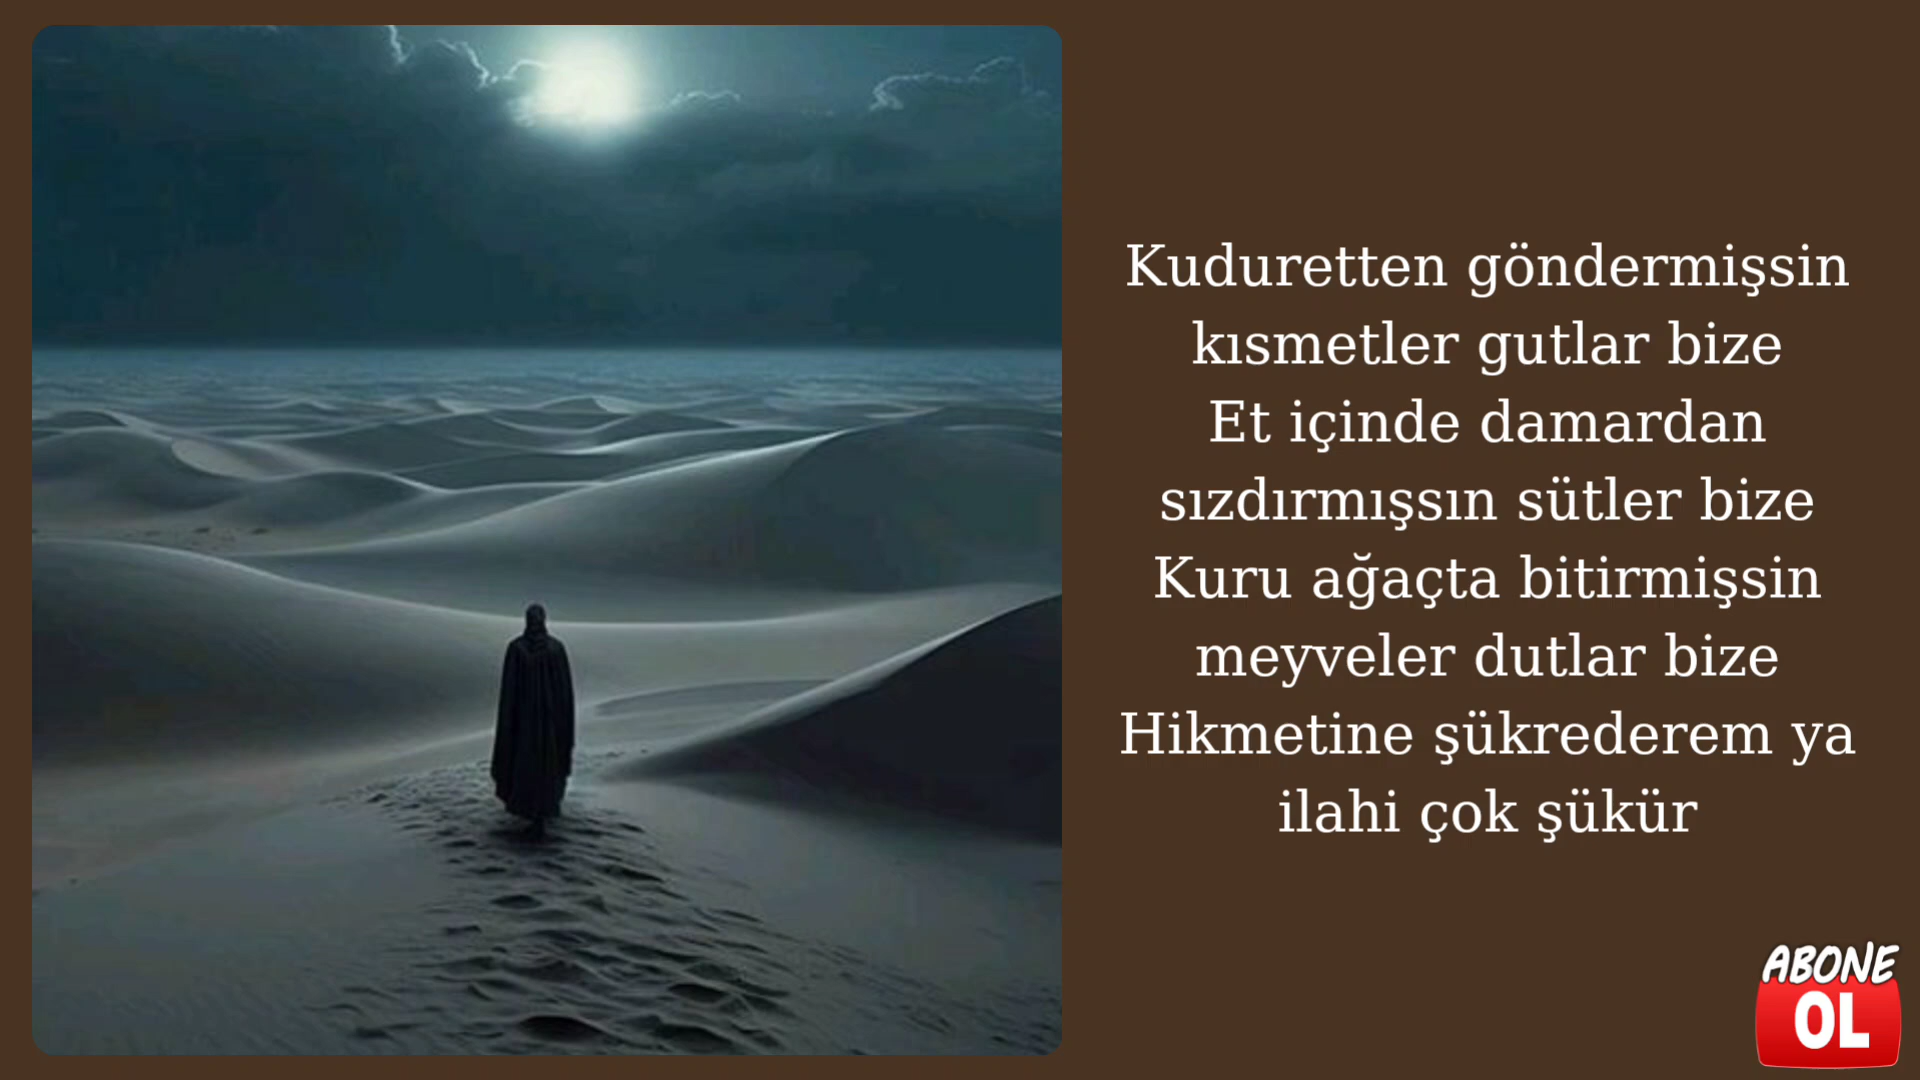 Kuduretten göndermişsin
kısmetler gutlar bize
Et içinde damardan
sızdırmışsın sütler bize
Kuru ağaçta bitirmişsin
meyveler dutlar bize
Hikmetine şükrederem ya
ilahi çok şükür
ABONE
OL